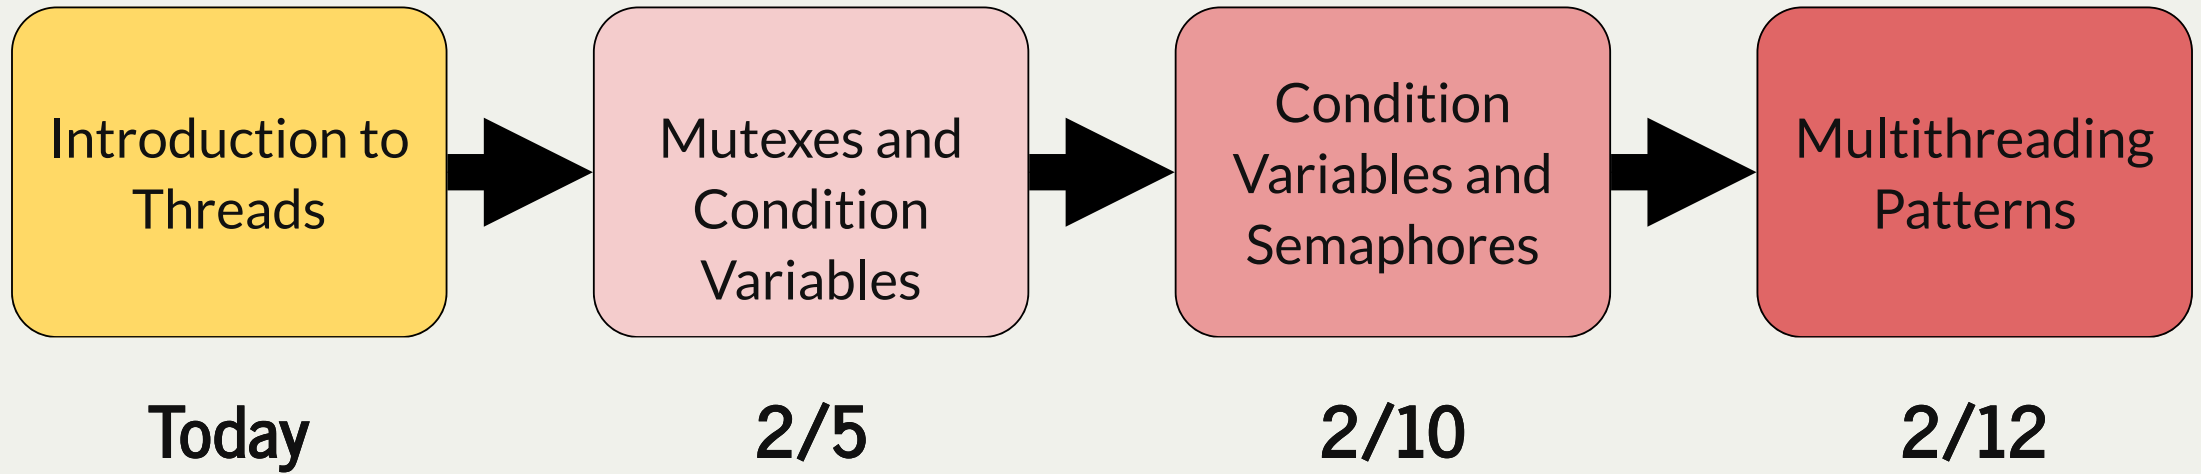 Introduction to
Threads
Mutexes and
Condition
Variables
Condition
Variables and
Semaphores
Multithreading
Patterns
Today
2/5
2/10
2/12